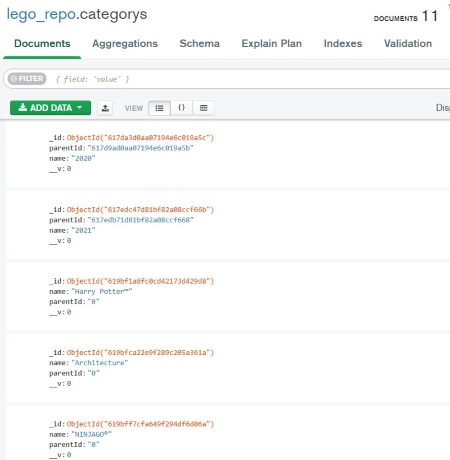 lego_repo.categorys
DOCUMENTS 11
Documents Aggregations Schema Explain Plan Indexes Validation
FILTER { field: 'value' }
ADD DATA VIEW {}
_id: ObjectId("617da3d0aa07194e6c019a5c")
parentId: "617d9ad0aa07194e6c019a5b"
name: "2020"
__v: 0
_id: ObjectId("617edc47d81bf82a08ccf66b")
parentId: "617edb71d81bf82a08ccf668"
name: "2021"
__v: 0
_id: ObjectId("619bf1a8fc0cd42173d429d8")
name: "Harry Potter™"
parentId: "0"
__v: 0
_id: ObjectId("619bfca22e9f289c205a361a")
name: "Architecture"
parentId: "0"
__v: 0
_id: ObjectId("619bff7cfa649f294df6d06a")
name: "NINJAGO®"
parentId: "0"
__v: 0